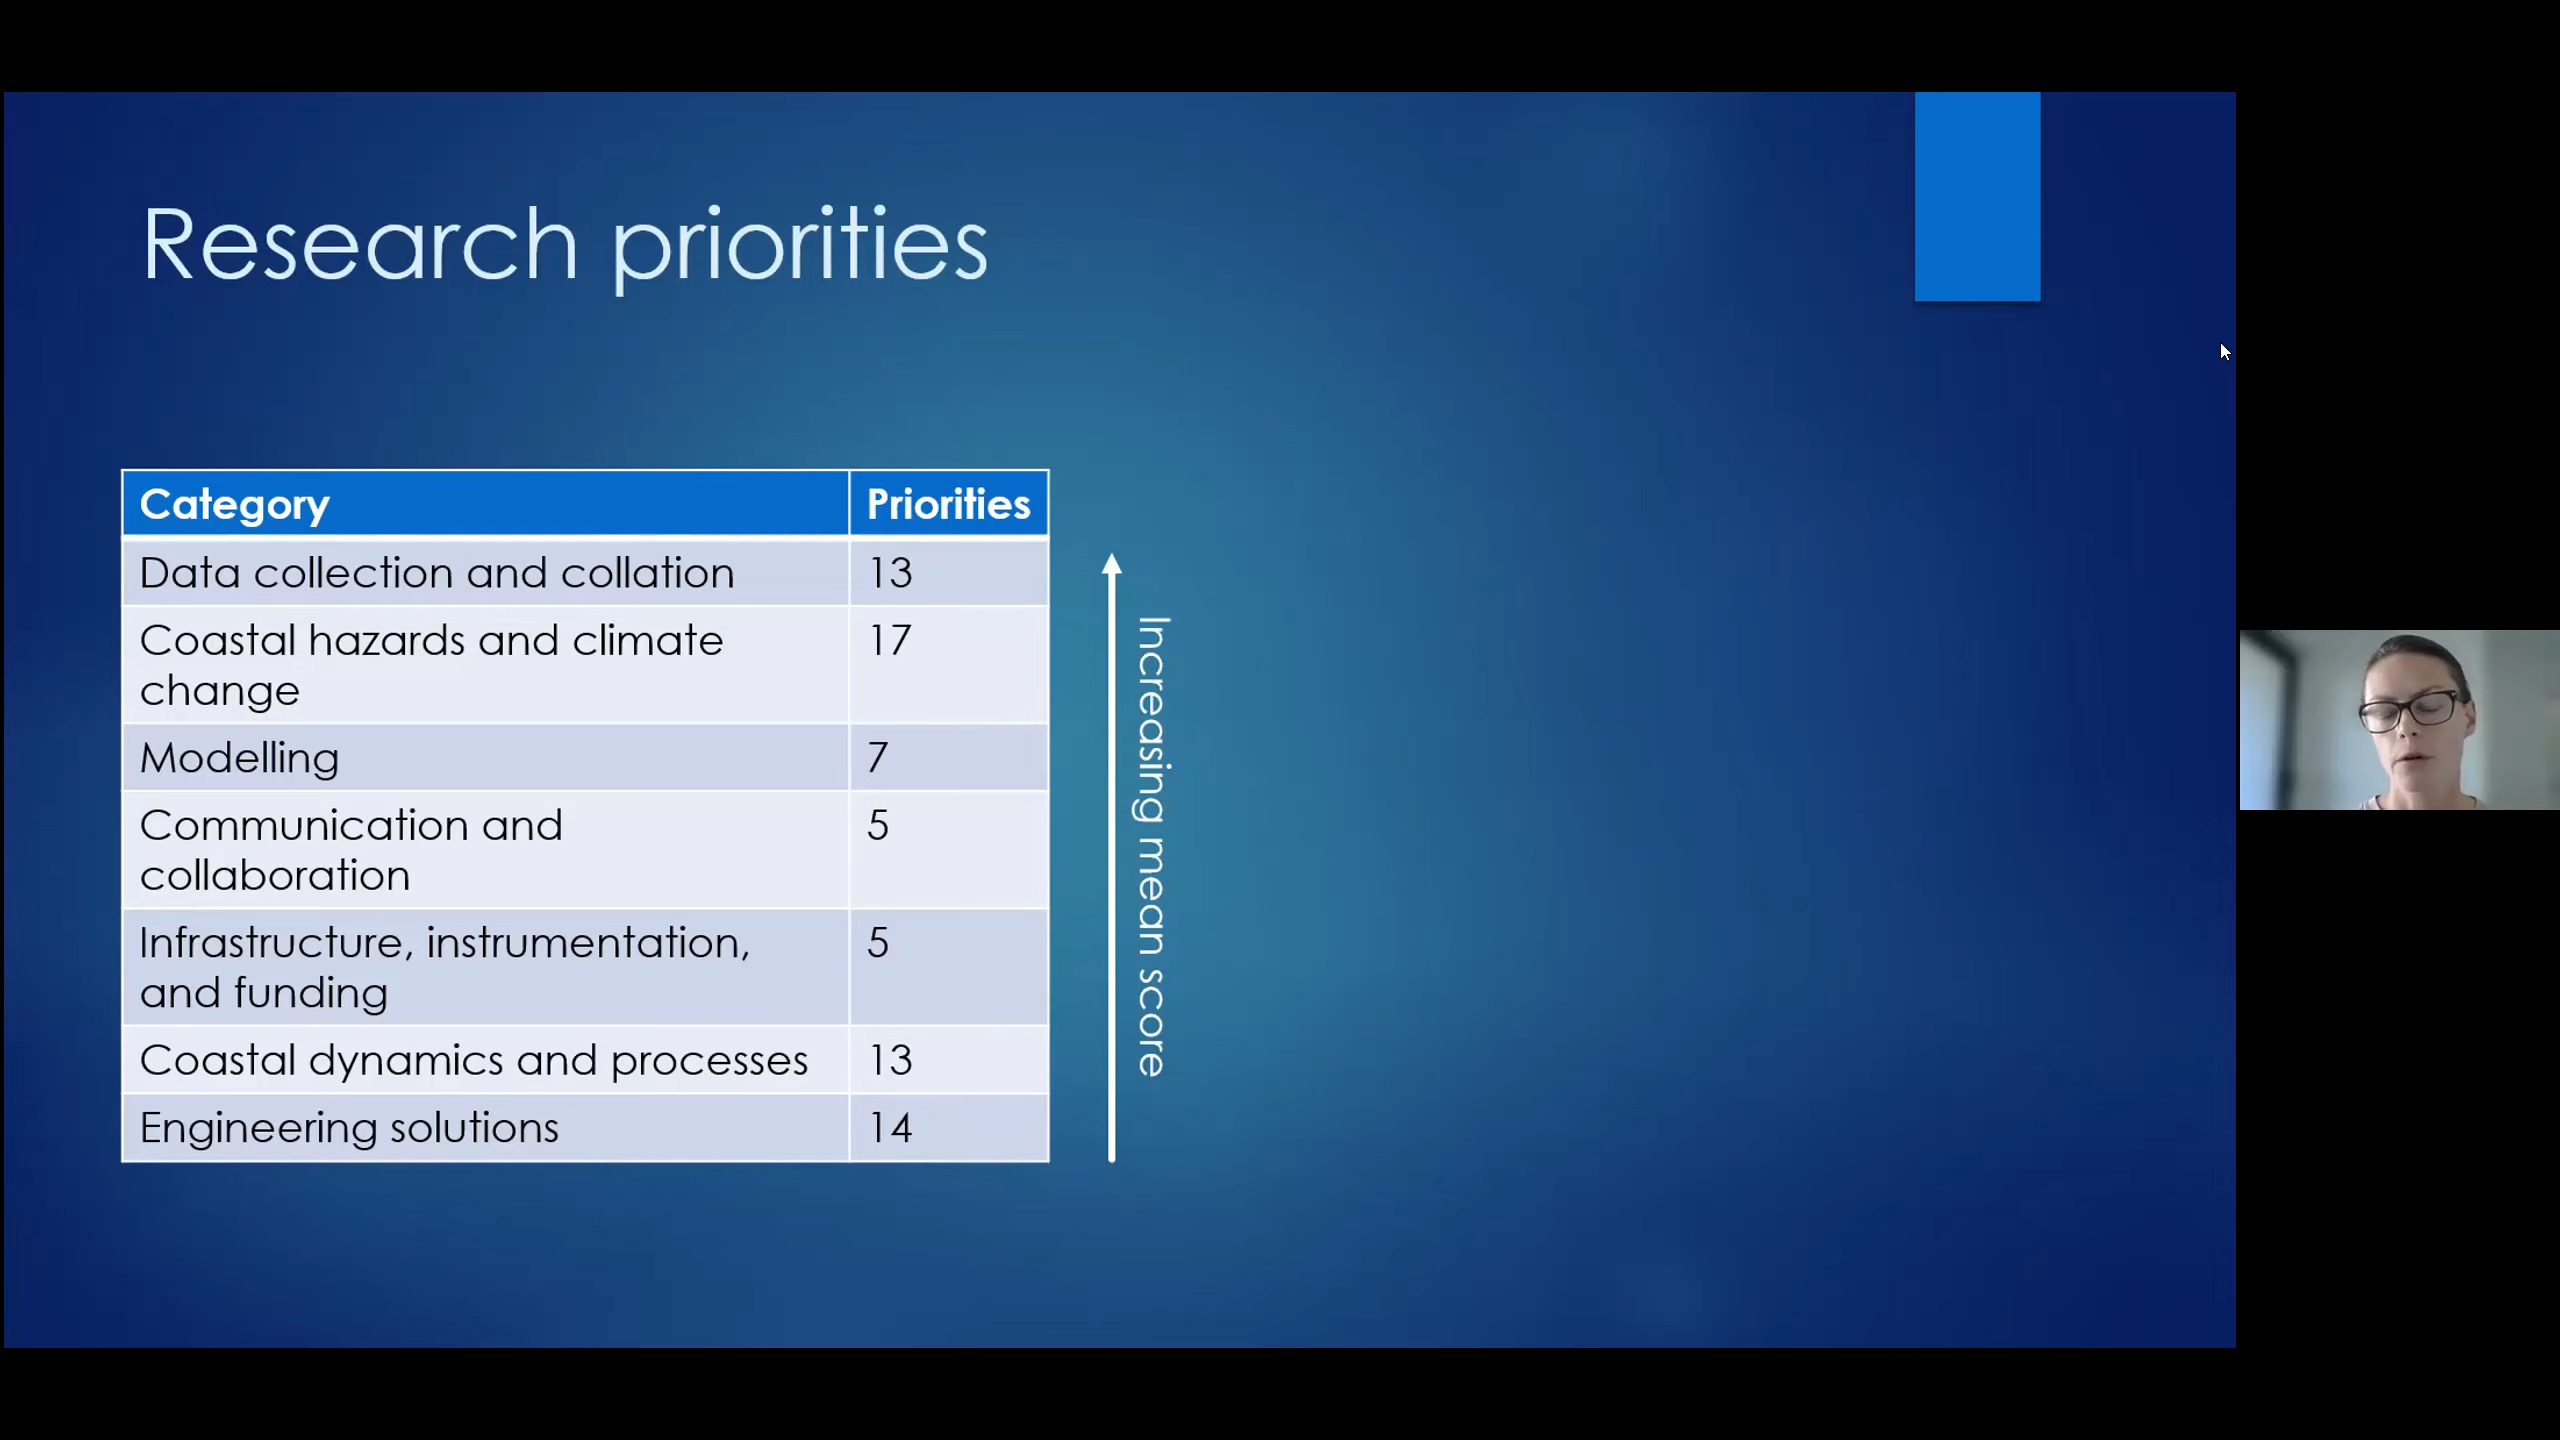 Research priorities
Category Priorities
Data collection and collation 13
Coastal hazards and climate 17
change
Modelling 7
Communication and 5
collaboration
Infrastructure, instrumentation, 5
and funding
Coastal dynamics and processes 13
Engineering solutions 14
Increasing mean score